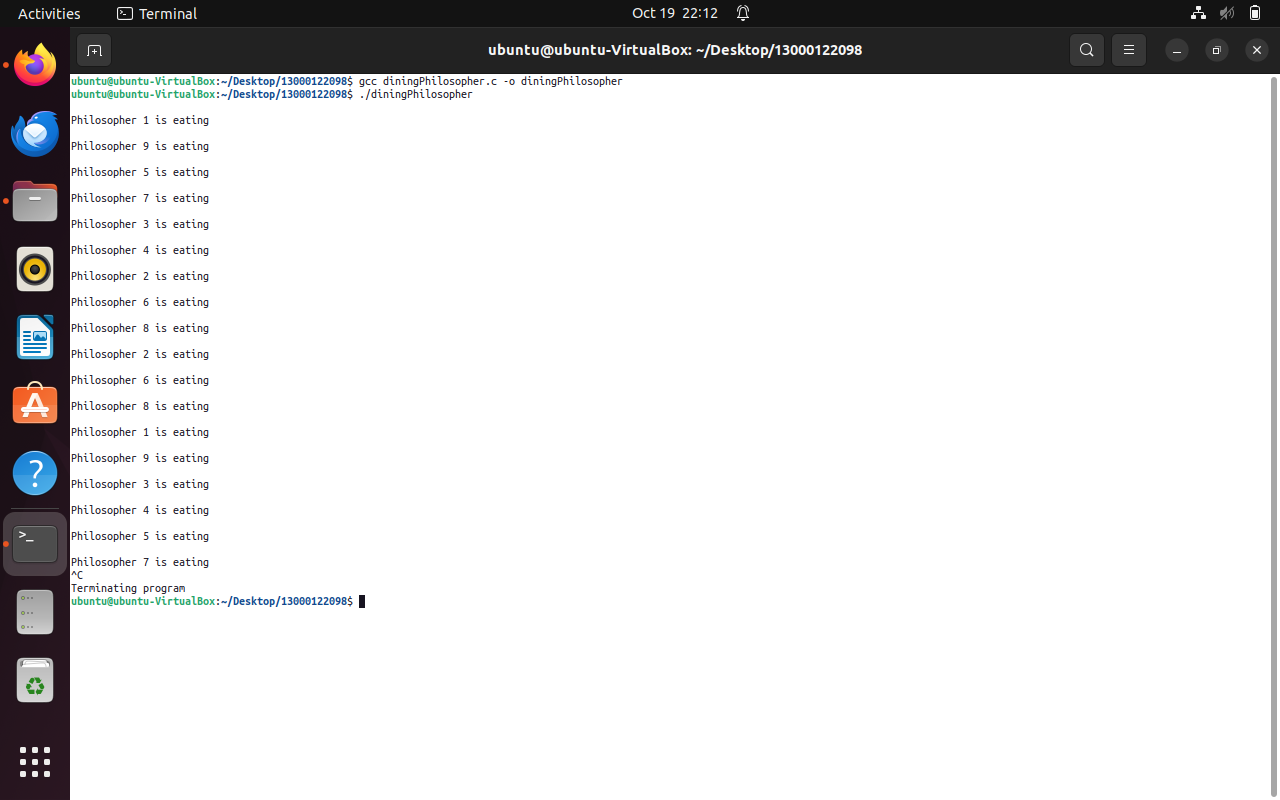 Activities Terminal Oct 19 22:12
ubuntu@ubuntu-VirtualBox: ~/Desktop/13000122098
ubuntu@ubuntu-VirtualBox:~/Desktop/13000122098$ gcc diningPhilosopher.c -o diningPhilosopher
ubuntu@ubuntu-VirtualBox:~/Desktop/13000122098$ ./diningPhilosopher
Philosopher 1 is eating
Philosopher 9 is eating
Philosopher 5 is eating
Philosopher 7 is eating
Philosopher 3 is eating
Philosopher 4 is eating
Philosopher 2 is eating
Philosopher 6 is eating
Philosopher 8 is eating
Philosopher 2 is eating
Philosopher 6 is eating
Philosopher 8 is eating
Philosopher 1 is eating
Philosopher 9 is eating
Philosopher 3 is eating
Philosopher 4 is eating
Philosopher 5 is eating
Philosopher 7 is eating
^C
Terminating program
ubuntu@ubuntu-VirtualBox:~/Desktop/13000122098$